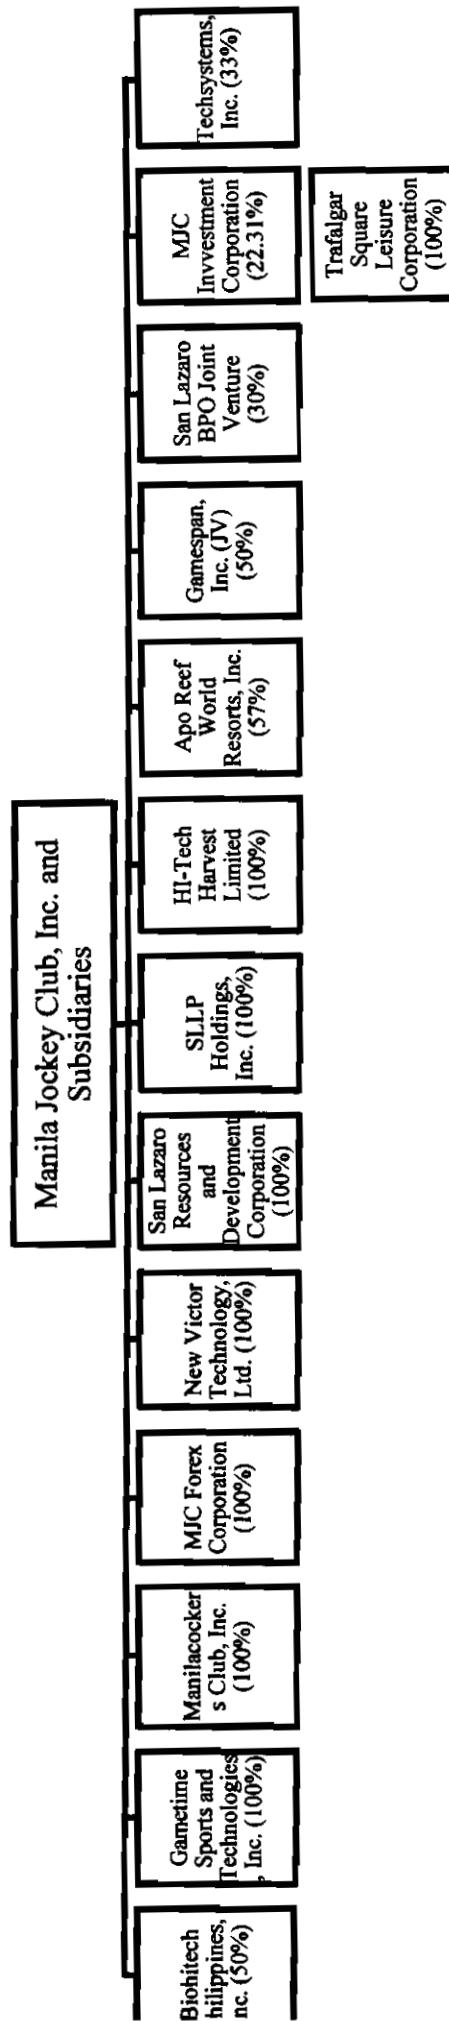 Manila Jockey Club, Inc. and
Subsidiaries
Biohitech
hilippines,
nc. (50%)
Gametime
Sports and
Technologies
, Inc. (100%)
Manilacocker
s Club, Inc.
(100%)
MJC Forex
Corporation
(100%)
New Victor
Technology,
Ltd. (100%)
San Lazaro
Resources
and
Development
Corporation
(100%)
SLLP
Holdings,
Inc. (100%)
HI-Tech
Harvest
Limited
(100%)
Apo Reef
World
Resorts, Inc.
(57%)
Gamespan,
Inc. (JV)
(50%)
San Lazaro
BPO Joint
Venture
(30%)
MJC
Invvestment
Corporation
(22.31%)
Techsystems,
Inc. (33%)
Trafalgar
Square
Leisure
Corporation
(100%)